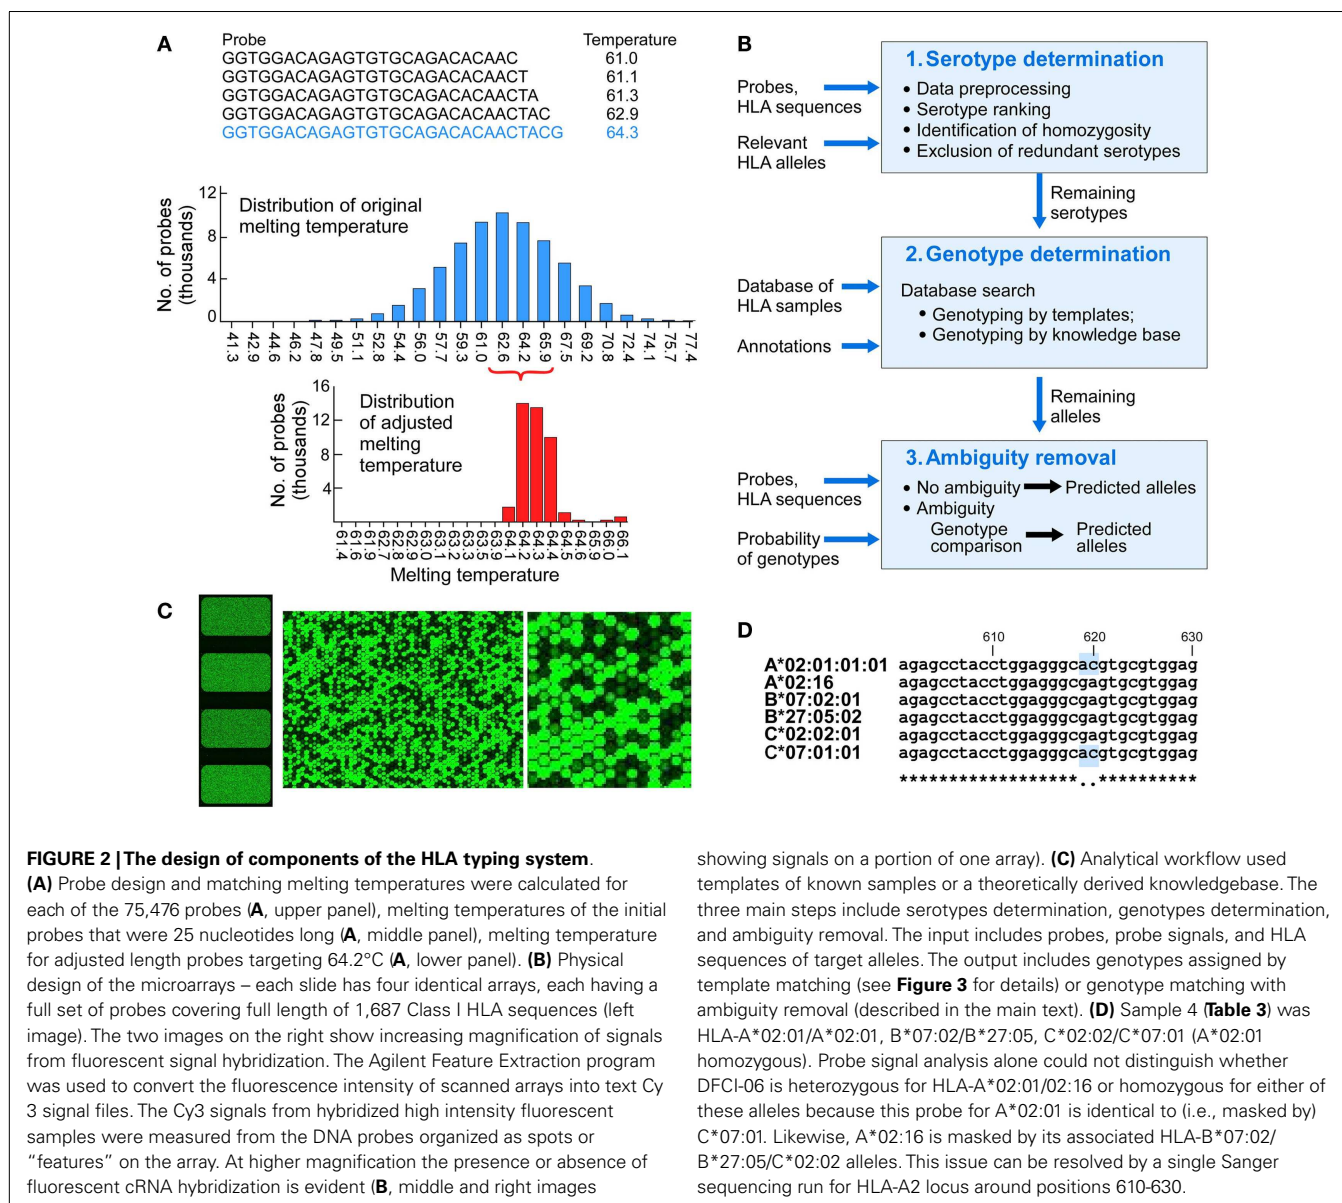 A
Probe Temperature
GGTGGACAGAGTGTGCAGACACAAC 61.0
GGTGGACAGAGTGTGCAGACACAACT 61.1
GGTGGACAGAGTGTGCAGACACAACTA 61.3
GGTGGACAGAGTGTGCAGACACAACTAC 62.9
GGTGGACAGAGTGTGCAGACACAACTACG 64.3
No. of probes
(thousands)
12
8
4
0
Distribution of original
melting temperature
41.3 42.9 44.6 46.2 47.8 49.5 51.1 52.8 54.4 56.0 57.7 59.3 61.0 62.6 64.2 65.9 67.5 69.2 70.8 72.4 74.1 75.7 77.4
No. of probes
(thousands)
16
12
8
4
Distribution
of adjusted
melting
temperature
61.4 61.6 61.9 62.7 62.8 62.9 63.0 63.1 63.2 63.3 63.5 63.9 64.1 64.2 64.3 64.4 64.5 64.6 65.9 66.0 66.1
Melting temperature
B
Probes,
HLA sequences
Relevant
HLA alleles
1. Serotype determination
• Data preprocessing
• Serotype ranking
• Identification of homozygosity
• Exclusion of redundant serotypes
Remaining
serotypes
Database of
HLA samples
Annotations
2. Genotype determination
Database search
• Genotyping by templates;
• Genotyping by knowledge base
Remaining
alleles
Probes,
HLA sequences
Probability
of genotypes
3. Ambiguity removal
• No ambiguity Predicted alleles
• Ambiguity
Genotype
comparison
Predicted
alleles
C
D
610 620 630
A*02:01:01:01 agagcctacctggagggcacgtgcgtggag
A*02:16 agagcctacctggagggcgagtgcgtggag
B*07:02:01 agagcctacctggagggcgagtgcgtggag
B*27:05:02 agagcctacctggagggcgagtgcgtggag
C*02:02:01 agagcctacctggagggcgagtgcgtggag
C*07:01:01 agagcctacctggagggcacgtgcgtggag
******************..**********
FIGURE 2 | The design of components of the HLA typing system.
(A) Probe design and matching melting temperatures were calculated for
each of the 75,476 probes (A, upper panel), melting temperatures of the initial
probes that were 25 nucleotides long (A, middle panel), melting temperature
for adjusted length probes targeting 64.2°C (A, lower panel). (B) Physical
design of the microarrays – each slide has four identical arrays, each having a
full set of probes covering full length of 1,687 Class I HLA sequences (left
image). The two images on the right show increasing magnification of signals
from fluorescent signal hybridization. The Agilent Feature Extraction program
was used to convert the fluorescence intensity of scanned arrays into text Cy
3 signal files. The Cy3 signals from hybridized high intensity fluorescent
samples were measured from the DNA probes organized as spots or
“features” on the array. At higher magnification the presence or absence of
fluorescent cRNA hybridization is evident (B, middle and right images
showing signals on a portion of one array). (C) Analytical workflow used
templates of known samples or a theoretically derived knowledgebase. The
three main steps include serotypes determination, genotypes determination,
and ambiguity removal. The input includes probes, probe signals, and HLA
sequences of target alleles. The output includes genotypes assigned by
template matching (see Figure 3 for details) or genotype matching with
ambiguity removal (described in the main text). (D) Sample 4 (Table 3) was
HLA-A*02:01/A*02:01, B*07:02/B*27:05, C*02:02/C*07:01 (A*02:01
homozygous). Probe signal analysis alone could not distinguish whether
DFCI-06 is heterozygous for HLA-A*02:01/02:16 or homozygous for either of
these alleles because this probe for A*02:01 is identical to (i.e., masked by)
C*07:01. Likewise, A*02:16 is masked by its associated HLA-B*07:02/
B*27:05/C*02:02 alleles. This issue can be resolved by a single Sanger
sequencing run for HLA-A2 locus around positions 610-630.